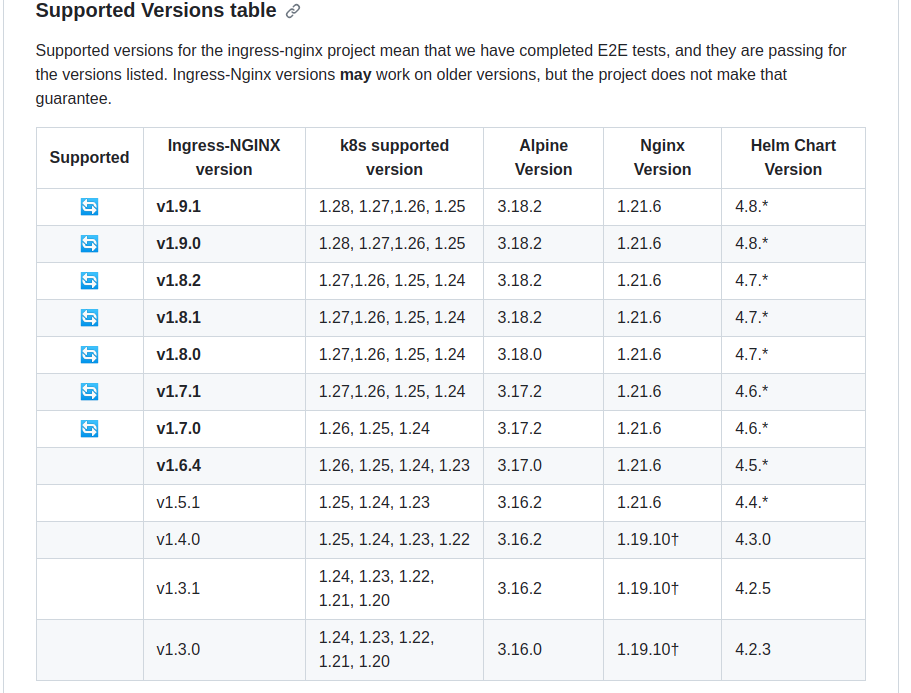 Supported Versions table
Supported versions for the ingress-nginx project mean that we have completed E2E tests, and they are passing for
the versions listed. Ingress-Nginx versions may work on older versions, but the project does not make that
guarantee.
Supported Ingress-NGINX version k8s supported version Alpine Version Nginx Version Helm Chart Version
v1.9.1 1.28, 1.27,1.26, 1.25 3.18.2 1.21.6 4.8.*
v1.9.0 1.28, 1.27,1.26, 1.25 3.18.2 1.21.6 4.8.*
v1.8.2 1.27,1.26, 1.25, 1.24 3.18.2 1.21.6 4.7.*
v1.8.1 1.27,1.26, 1.25, 1.24 3.18.2 1.21.6 4.7.*
v1.8.0 1.27,1.26, 1.25, 1.24 3.18.0 1.21.6 4.7.*
v1.7.1 1.27,1.26, 1.25, 1.24 3.17.2 1.21.6 4.6.*
v1.7.0 1.26, 1.25, 1.24 3.17.2 1.21.6 4.6.*
v1.6.4 1.26, 1.25, 1.24, 1.23 3.17.0 1.21.6 4.5.*
v1.5.1 1.25, 1.24, 1.23 3.16.2 1.21.6 4.4.*
v1.4.0 1.25, 1.24, 1.23, 1.22 3.16.2 1.19.10† 4.3.0
v1.3.1 1.24, 1.23, 1.22, 1.21, 1.20 3.16.2 1.19.10† 4.2.5
v1.3.0 1.24, 1.23, 1.22, 1.21, 1.20 3.16.0 1.19.10† 4.2.3